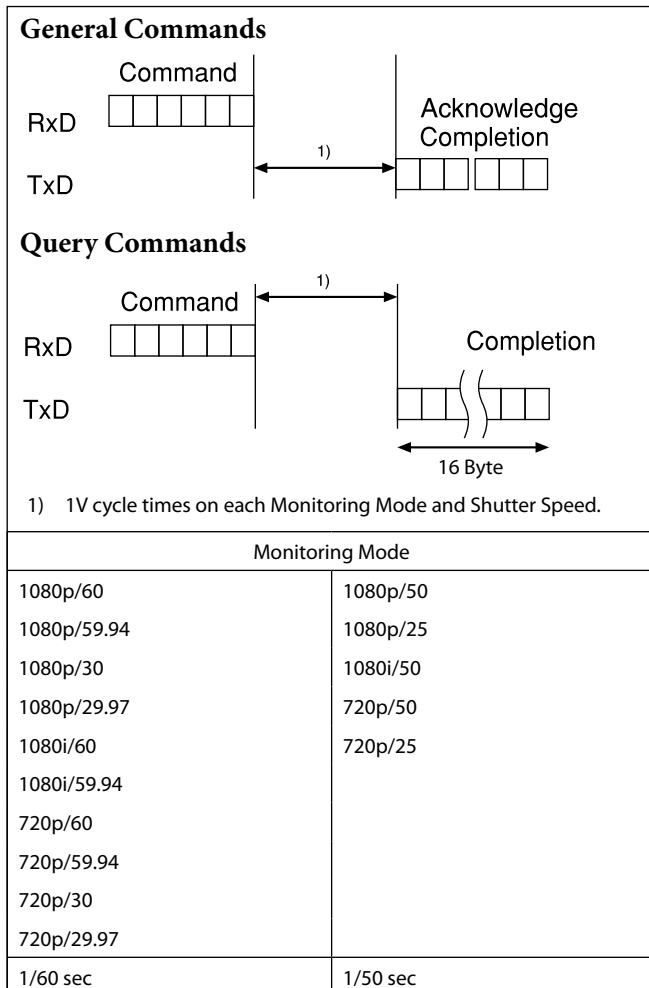 General Commands
Command
RxD
1)
Acknowledge
Completion
TxD
Query Commands
1)
Command
RxD
Completion
TxD
16 Byte
1) 1V cycle times on each Monitoring Mode and Shutter Speed.
Monitoring Mode
1080p/60 1080p/50
1080p/59.94 1080p/25
1080p/30 1080i/50
1080p/29.97 720p/50
1080i/60 720p/25
1080i/59.94
720p/60
720p/59.94
720p/30
720p/29.97
1/60 sec 1/50 sec